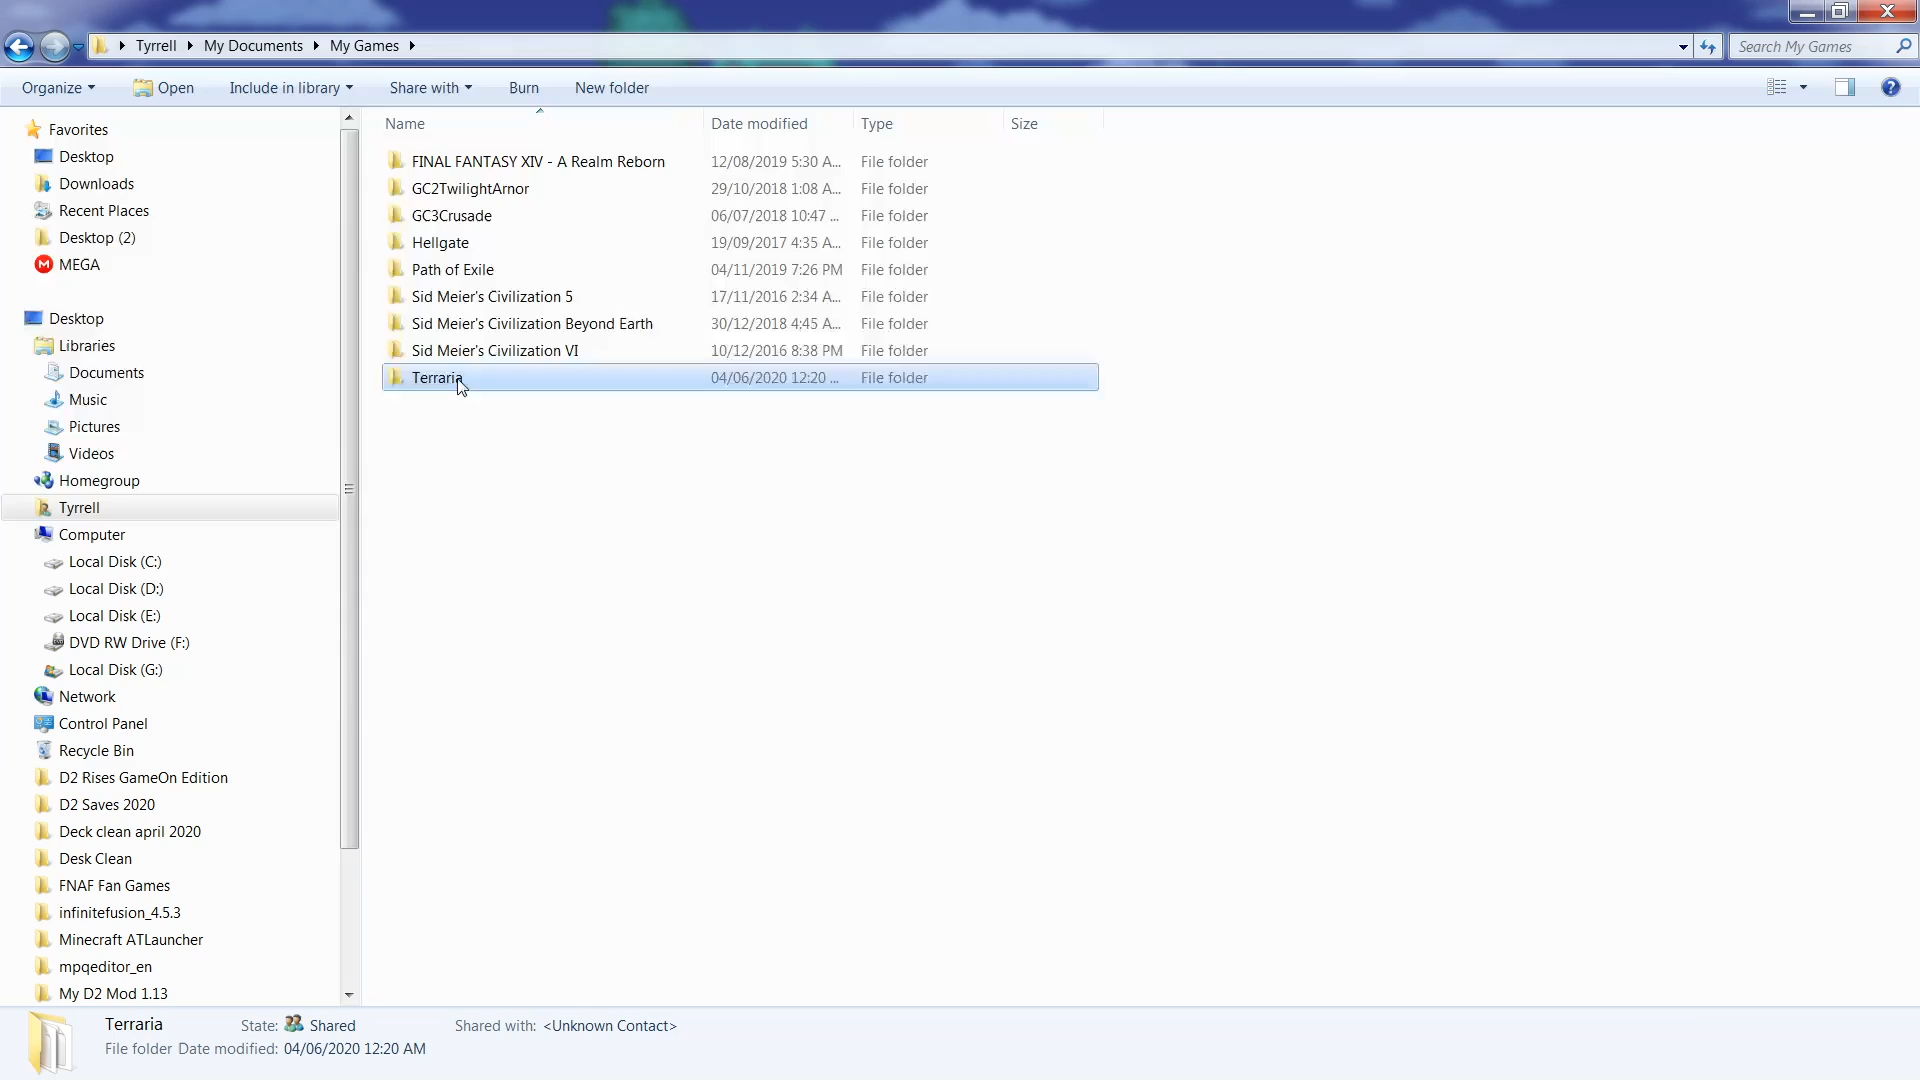 Tyrrell My Documents My Games
Search My Games
Organize Open Include in library Share with Burn New folder
Name Date modified Type Size
FINAL FANTASY XIV - A Realm Reborn 12/08/2019 5:30 A... File folder
GC2TwilightArnor 29/10/2018 1:08 A... File folder
GC3Crusade 06/07/2018 10:47 ... File folder
Hellgate 19/09/2017 4:35 A... File folder
Path of Exile 04/11/2019 7:26 PM File folder
Sid Meier's Civilization 5 17/11/2016 2:34 A... File folder
Sid Meier's Civilization Beyond Earth 30/12/2018 4:45 A... File folder
Sid Meier's Civilization VI 10/12/2016 8:38 PM File folder
Terraria 04/06/2020 12:20 ... File folder
Favorites
Desktop
Downloads
Recent Places
Desktop (2)
M MEGA
Desktop
Libraries
Documents
Music
Pictures
Videos
Homegroup
Tyrrell
Computer
Local Disk (C:)
Local Disk (D:)
Local Disk (E:)
DVD RW Drive (F:)
Local Disk (G:)
Network
Control Panel
Recycle Bin
D2 Rises GameOn Edition
D2 Saves 2020
Deck clean april 2020
Desk Clean
FNAF Fan Games
infinitefusion_4.5.3
Minecraft ATLauncher
mpqeditor_en
My D2 Mod 1.13
Terraria State: Shared Shared with: <Unknown Contact>
File folder Date modified: 04/06/2020 12:20 AM